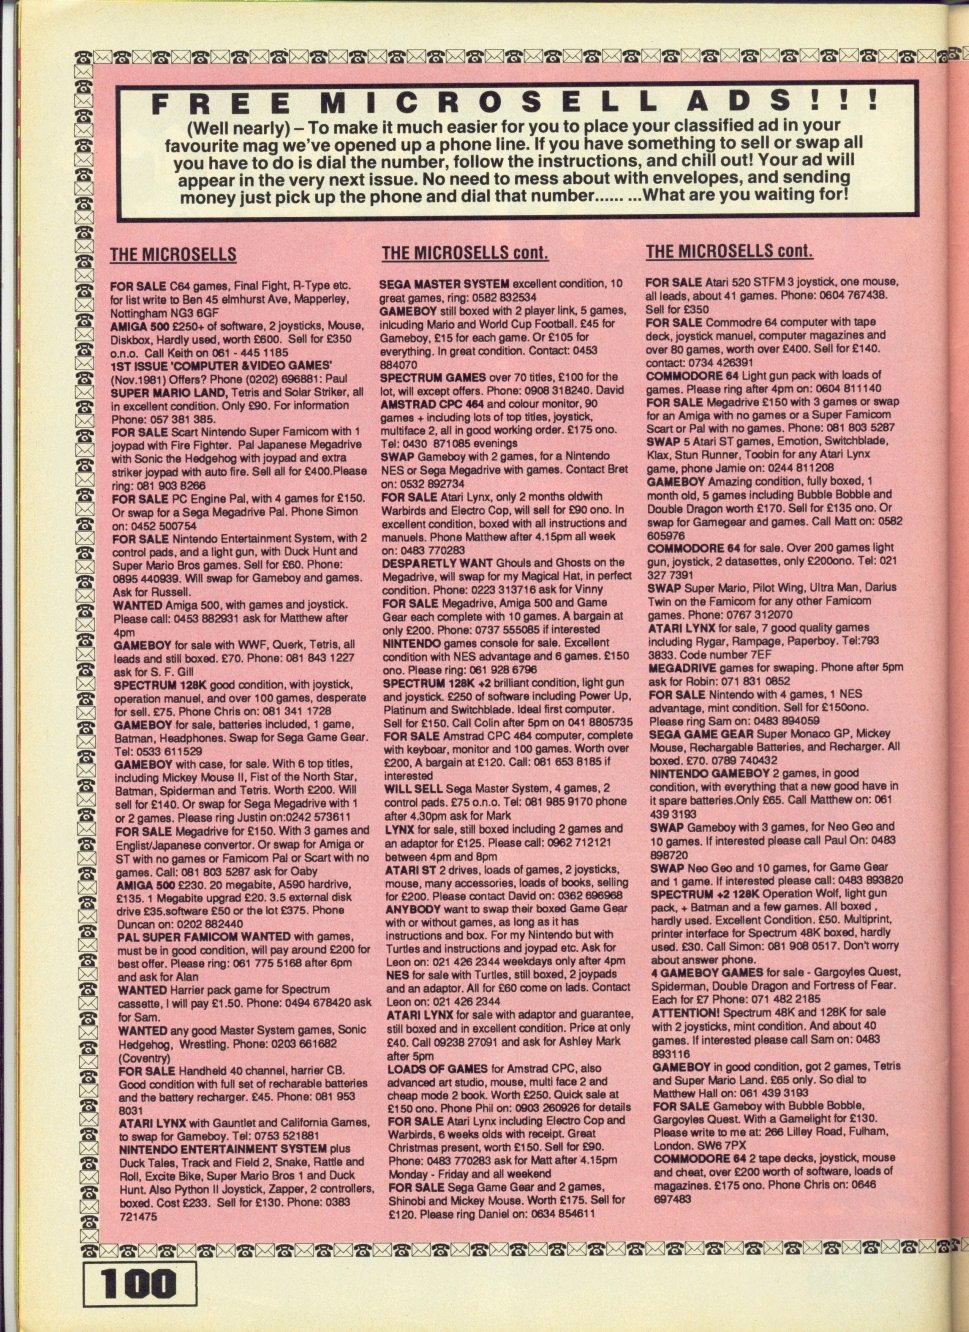 FREE MICROSELL ADS!!!
(Well nearly) – To make it much easier for you to place your classified ad in your
favourite mag we've opened up a phone line. If you have something to sell or swap all
you have to do is dial the number, follow the instructions, and chill out! Your ad will
appear in the very next issue. No need to mess about with envelopes, and sending
money just pick up the phone and dial that number...... ...What are you waiting for!
THE MICROSELLS
FOR SALE C64 games, Final Fight, R-Type etc.
for list write to Ben 45 elmhurst Ave, Mapperley,
Nottingham NG3 6GF
AMIGA 500 £250+ of software, 2 joysticks, Mouse,
Diskbox, Hardly used, worth £600. Sell for £350
o.n.o. Call Keith on 061 - 445 1185
1ST ISSUE 'COMPUTER &VIDEO GAMES'
(Nov.1981) Offers? Phone (0202) 696881: Paul
SUPER MARIO LAND, Tetris and Solar Striker, all
in excellent condition. Only £90. For information
Phone: 057 381 385.
FOR SALE Scart Nintendo Super Famicom with 1
joypad with Fire Fighter. Pal Japanese Megadrive
with Sonic the Hedgehog with joypad and extra
striker joypad with auto fire. Sell all for £400.Please
ring: 081 903 8266
FOR SALE PC Engine Pal, with 4 games for £150.
Or swap for a Sega Megadrive Pal. Phone Simon
on: 0452 500754
FOR SALE Nintendo Entertainment System, with 2
control pads, and a light gun, with Duck Hunt and
Super Mario Bros games. Sell for £60. Phone:
0895 440939. Will swap for Gameboy and games.
Ask for Russell.
WANTED Amiga 500, with games and joystick.
Please call: 0453 882931 ask for Matthew after
4pm
GAMEBOY for sale with WWF, Querk, Tetris, all
leads and still boxed. £70. Phone: 081 843 1227
ask for S. F. Gill
SPECTRUM 128K good condition, with joystick,
operation manuel, and over 100 games, desperate
for sell. £75. Phone Chris on: 081 341 1728
GAMEBOY for sale, batteries included, 1 game,
Batman, Headphones. Swap for Sega Game Gear.
Tel: 0533 611529
GAMEBOY with case, for sale. With 6 top titles,
including Mickey Mouse II, Fist of the North Star,
Batman, Spiderman and Tetris. Worth £200. Will
sell for £140. Or swap for Sega Megadrive with 1
or 2 games. Please ring Justin on:0242 573611
FOR SALE Megadrive for £150. With 3 games and
Englist/Japanese convertor. Or swap for Amiga or
ST with no games or Famicom Pal or Scart with no
games. Call: 081 803 5287 ask for Oaby
AMIGA 500 £230. 20 megabite, A590 hardrive,
£135. 1 Megabite upgrad £20. 3.5 external disk
drive £35.software £50 or the lot £375. Phone
Duncan on: 0202 882440
PAL SUPER FAMICOM WANTED with games,
must be in good condition, will pay around £200 for
best offer. Please ring: 061 775 5168 after 6pm
and ask for Alan
WANTED Harrier pack game for Spectrum
cassette, I will pay £1.50. Phone: 0494 678420 ask
for Sam.
WANTED any good Master System games, Sonic
Hedgehog, Wrestling. Phone: 0203 661682
(Coventry)
FOR SALE Handheld 40 channel, harrier CB.
Good condition with full set of recharable batteries
and the battery recharger. £45. Phone: 081 953
8031
ATARI LYNX with Gauntlet and California Games,
to swap for Gameboy. Tel: 0753 521881
NINTENDO ENTERTAINMENT SYSTEM plus
Duck Tales, Track and Field 2, Snake, Rattle and
Roll, Excite Bike, Super Mario Bros 1 and Duck
Hunt. Also Python II Joystick, Zapper, 2 controllers,
boxed. Cost £233. Sell for £130. Phone: 0383
721475
THE MICROSELLS cont.
SEGA MASTER SYSTEM excellent condition, 10
great games, ring: 0582 832534
GAMEBOY still boxed with 2 player link, 5 games,
inlcuding Mario and World Cup Football. £45 for
Gameboy, £15 for each game. Or £105 for
everything. In great condition. Contact: 0453
884070
SPECTRUM GAMES over 70 titles, £100 for the
lot, will except offers. Phone: 0908 318240. David
AMSTRAD CPC 464 and colour monitor, 90
games + including lots of top titles, joystick,
multiface 2, all in good working order. £175 ono.
Tel: 0430 871085 evenings
SWAP Gameboy with 2 games, for a Nintendo
NES or Sega Megadrive with games. Contact Bret
on: 0532 892734
FOR SALE Atari Lynx, only 2 months oldwith
Warbirds and Electro Cop, will sell for £90 ono. In
excellent condition, boxed with all instructions and
manuels. Phone Matthew after 4.15pm all week
on: 0483 770283
DESPARETLY WANT Ghouls and Ghosts on the
Megadrive, will swap for my Magical Hat, in perfect
condition. Phone: 0223 313716 ask for Vinny
FOR SALE Megadrive, Amiga 500 and Game
Gear each complete with 10 games. A bargain at
only £200. Phone: 0737 555085 if interested
NINTENDO games console for sale. Excellent
condition with NES advantage and 6 games. £150
ono. Please ring: 061 928 6796
SPECTRUM 128K +2 brilliant condition, light gun
and joystick. £250 of software including Power Up,
Platinum and Switchblade. Ideal first computer.
Sell for £150. Call Colin after 5pm on 041 8805735
FOR SALE Amstrad CPC 464 computer, complete
with keyboar, monitor and 100 games. Worth over
£200, A bargain at £120. Call: 081 653 8185 if
interested
WILL SELL Sega Master System, 4 games, 2
control pads. £75 o.n.o. Tel: 081 985 9170 phone
after 4.30pm ask for Mark
LYNX for sale, still boxed including 2 games and
an adaptor for £125. Please call: 0962 712121
between 4pm and 8pm
ATARI ST 2 drives, loads of games, 2 joysticks,
mouse, many accessories, loads of books, selling
for £200. Please contact David on: 0362 696968
ANYBODY want to swap their boxed Game Gear
with or without games, as long as it has
instructions and box. For my Nintendo but with
Turtles and instructions and joypad etc. Ask for
Leon on: 021 426 2344 weekdays only after 4pm
NES for sale with Turtles, still boxed, 2 joypads
and an adaptor. All for £60 come on lads. Contact
Leon on: 021 426 2344
ATARI LYNX for sale with adaptor and guarantee,
still boxed and in excellent condition. Price at only
£40. Call 09238 27091 and ask for Ashley Mark
after 5pm
LOADS OF GAMES for Amstrad CPC, also
advanced art studio, mouse, multi face 2 and
cheap mode 2 book. Worth £250. Quick sale at
£150 ono. Phone Phil on: 0903 260926 for details
FOR SALE Atari Lynx including Electro Cop and
Warbirds, 6 weeks olds with receipt. Great
Christmas present, worth £150. Sell for £90.
Phone: 0483 770283 ask for Matt after 4.15pm
Monday - Friday and all weekend
FOR SALE Sega Game Gear and 2 games,
Shinobi and Mickey Mouse. Worth £175. Sell for
£120. Please ring Daniel on: 0634 854611
THE MICROSELLS cont.
FOR SALE Atari 520 STFM 3 joystick, one mouse,
all leads, about 41 games. Phone: 0604 767438.
Sell for £350
FOR SALE Commodre 64 computer with tape
deck, joystick manuel, computer magazines and
over 80 games, worth over £400. Sell for £140.
contact: 0734 426391
COMMODORE 64 Light gun pack with loads of
games. Please ring after 4pm on: 0604 811140
FOR SALE Megadrive £150 with 3 games or swap
for an Amiga with no games or a Super Famicom
Scart or Pal with no games. Phone: 081 803 5287
SWAP 5 Atari ST games, Emotion, Switchblade,
Klax, Stun Runner, Toobin for any Atari Lynx
game, phone Jamie on: 0244 811208
GAMEBOY Amazing condition, fully boxed, 1
month old, 5 games including Bubble Bobble and
Double Dragon worth £170. Sell for £135 ono. Or
swap for Gamegear and games. Call Matt on: 0582
605976
COMMODORE 64 for sale. Over 200 games light
gun, joystick, 2 datasettes, only £200ono. Tel: 021
327 7391
SWAP Super Mario, Pilot Wing, Ultra Man, Darius
Twin on the Famicom for any other Famicom
games. Phone: 0767 312070
ATARI LYNX for sale, 7 good quality games
including Rygar, Rampage, Paperboy. Tel:793
3833. Code number 7EF
MEGADRIVE games for swaping. Phone after 5pm
ask for Robin: 071 831 0852
FOR SALE Nintendo with 4 games, 1 NES
advantage, mint condition. Sell for £150ono.
Please ring Sam on: 0483 894059
SEGA GAME GEAR Super Monaco GP, Mickey
Mouse, Rechargable Batteries, and Recharger. All
boxed. £70. 0789 740432
NINTENDO GAMEBOY 2 games, in good
condition, with everything that a new good have in
it spare batteries.Only £65. Call Matthew on: 061
439 3193
SWAP Gameboy with 3 games, for Neo Geo and
10 games. If interested please call Paul On: 0483
898720
SWAP Neo Geo and 10 games, for Game Gear
and 1 game. If interested please call: 0483 893820
SPECTRUM +2 128K Operation Wolf, light gun
pack, + Batman and a few games. All boxed ,
hardly used. Excellent Condition. £50. Multiprint,
printer interface for Spectrum 48K boxed, hardly
used. £30. Call Simon: 081 908 0517. Don't worry
about answer phone.
4 GAMEBOY GAMES for sale - Gargoyles Quest,
Spiderman, Double Dragon and Fortress of Fear.
Each for £7 Phone: 071 482 2185
ATTENTION! Spectrum 48K and 128K for sale
with 2 joysticks, mint condition. And about 40
games. If interested please call Sam on: 0483
893116
GAMEBOY in good condition, got 2 games, Tetris
and Super Mario Land. £65 only. So dial to
Matthew Hall on: 061 439 3193
FOR SALE Gameboy with Bubble Bobble,
Gargoyles Quest. With a Gamelight for £130.
Please write to me at: 266 Lilley Road, Fulham,
London. SW6 7PX
COMMODORE 64 2 tape decks, joystick, mouse
and cheat, over £200 worth of software, loads of
magazines. £175 ono. Phone Chris on: 0646
697483
100